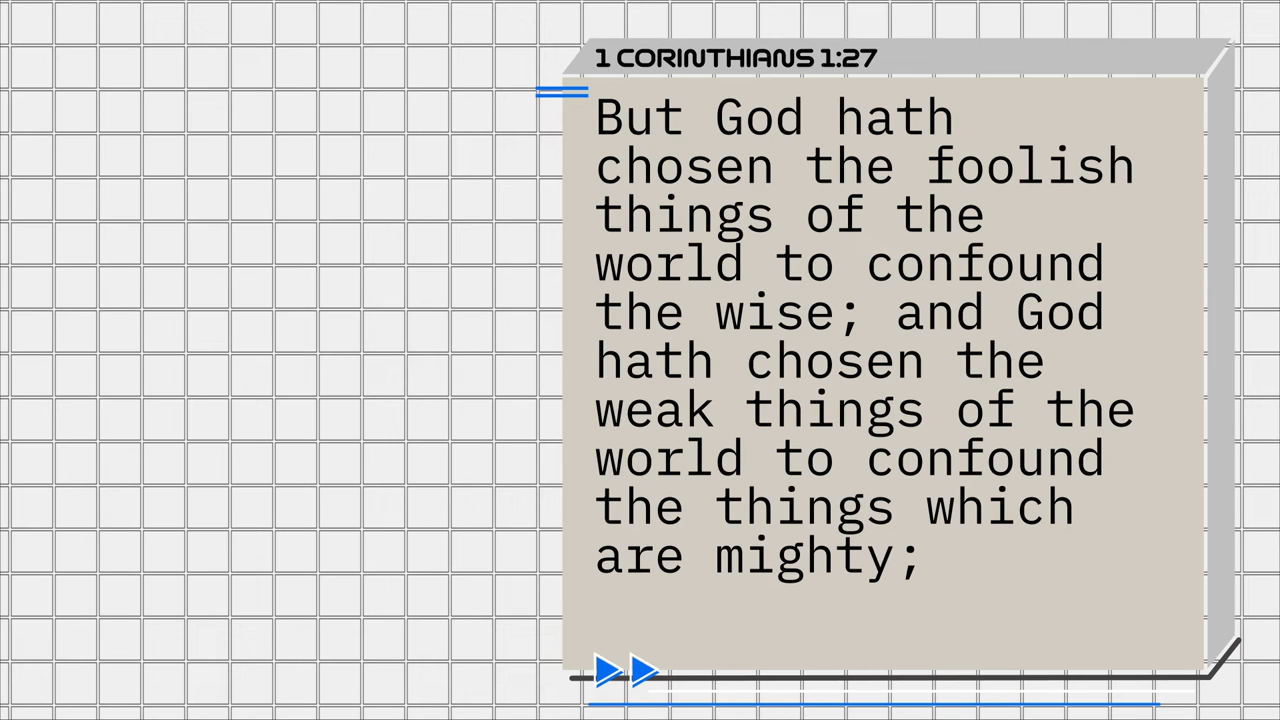 1 CORINTHIANS 1:27
But God hath
chosen the foolish
things of the
world to confound
the wise; and God
hath chosen the
weak things of the
world to confound
the things which
are mighty;